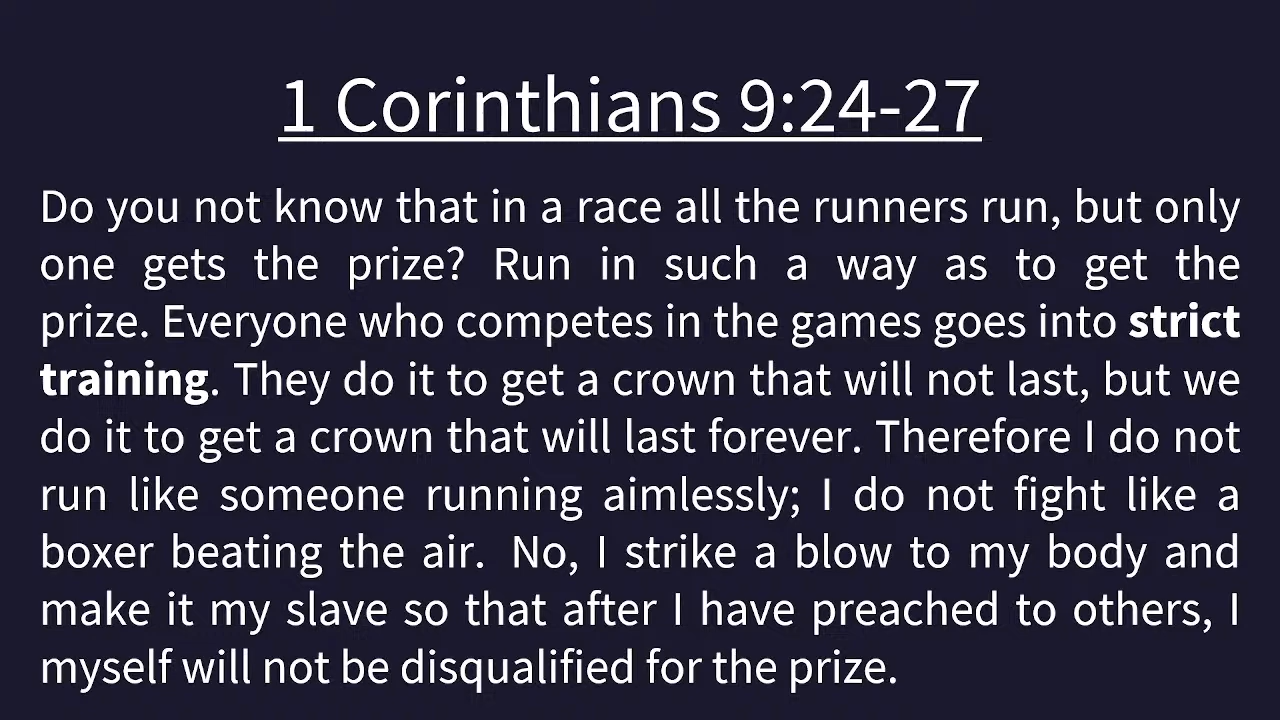 1 Corinthians 9:24-27
Do you not know that in a race all the runners run, but only
one gets the prize? Run in such a way as to get the
prize. Everyone who competes in the games goes into strict
training. They do it to get a crown that will not last, but we
do it to get a crown that will last forever. Therefore I do not
run like someone running aimlessly; I do not fight like a
boxer beating the air. No, I strike a blow to my body and
make it my slave so that after I have preached to others, I
myself will not be disqualified for the prize.